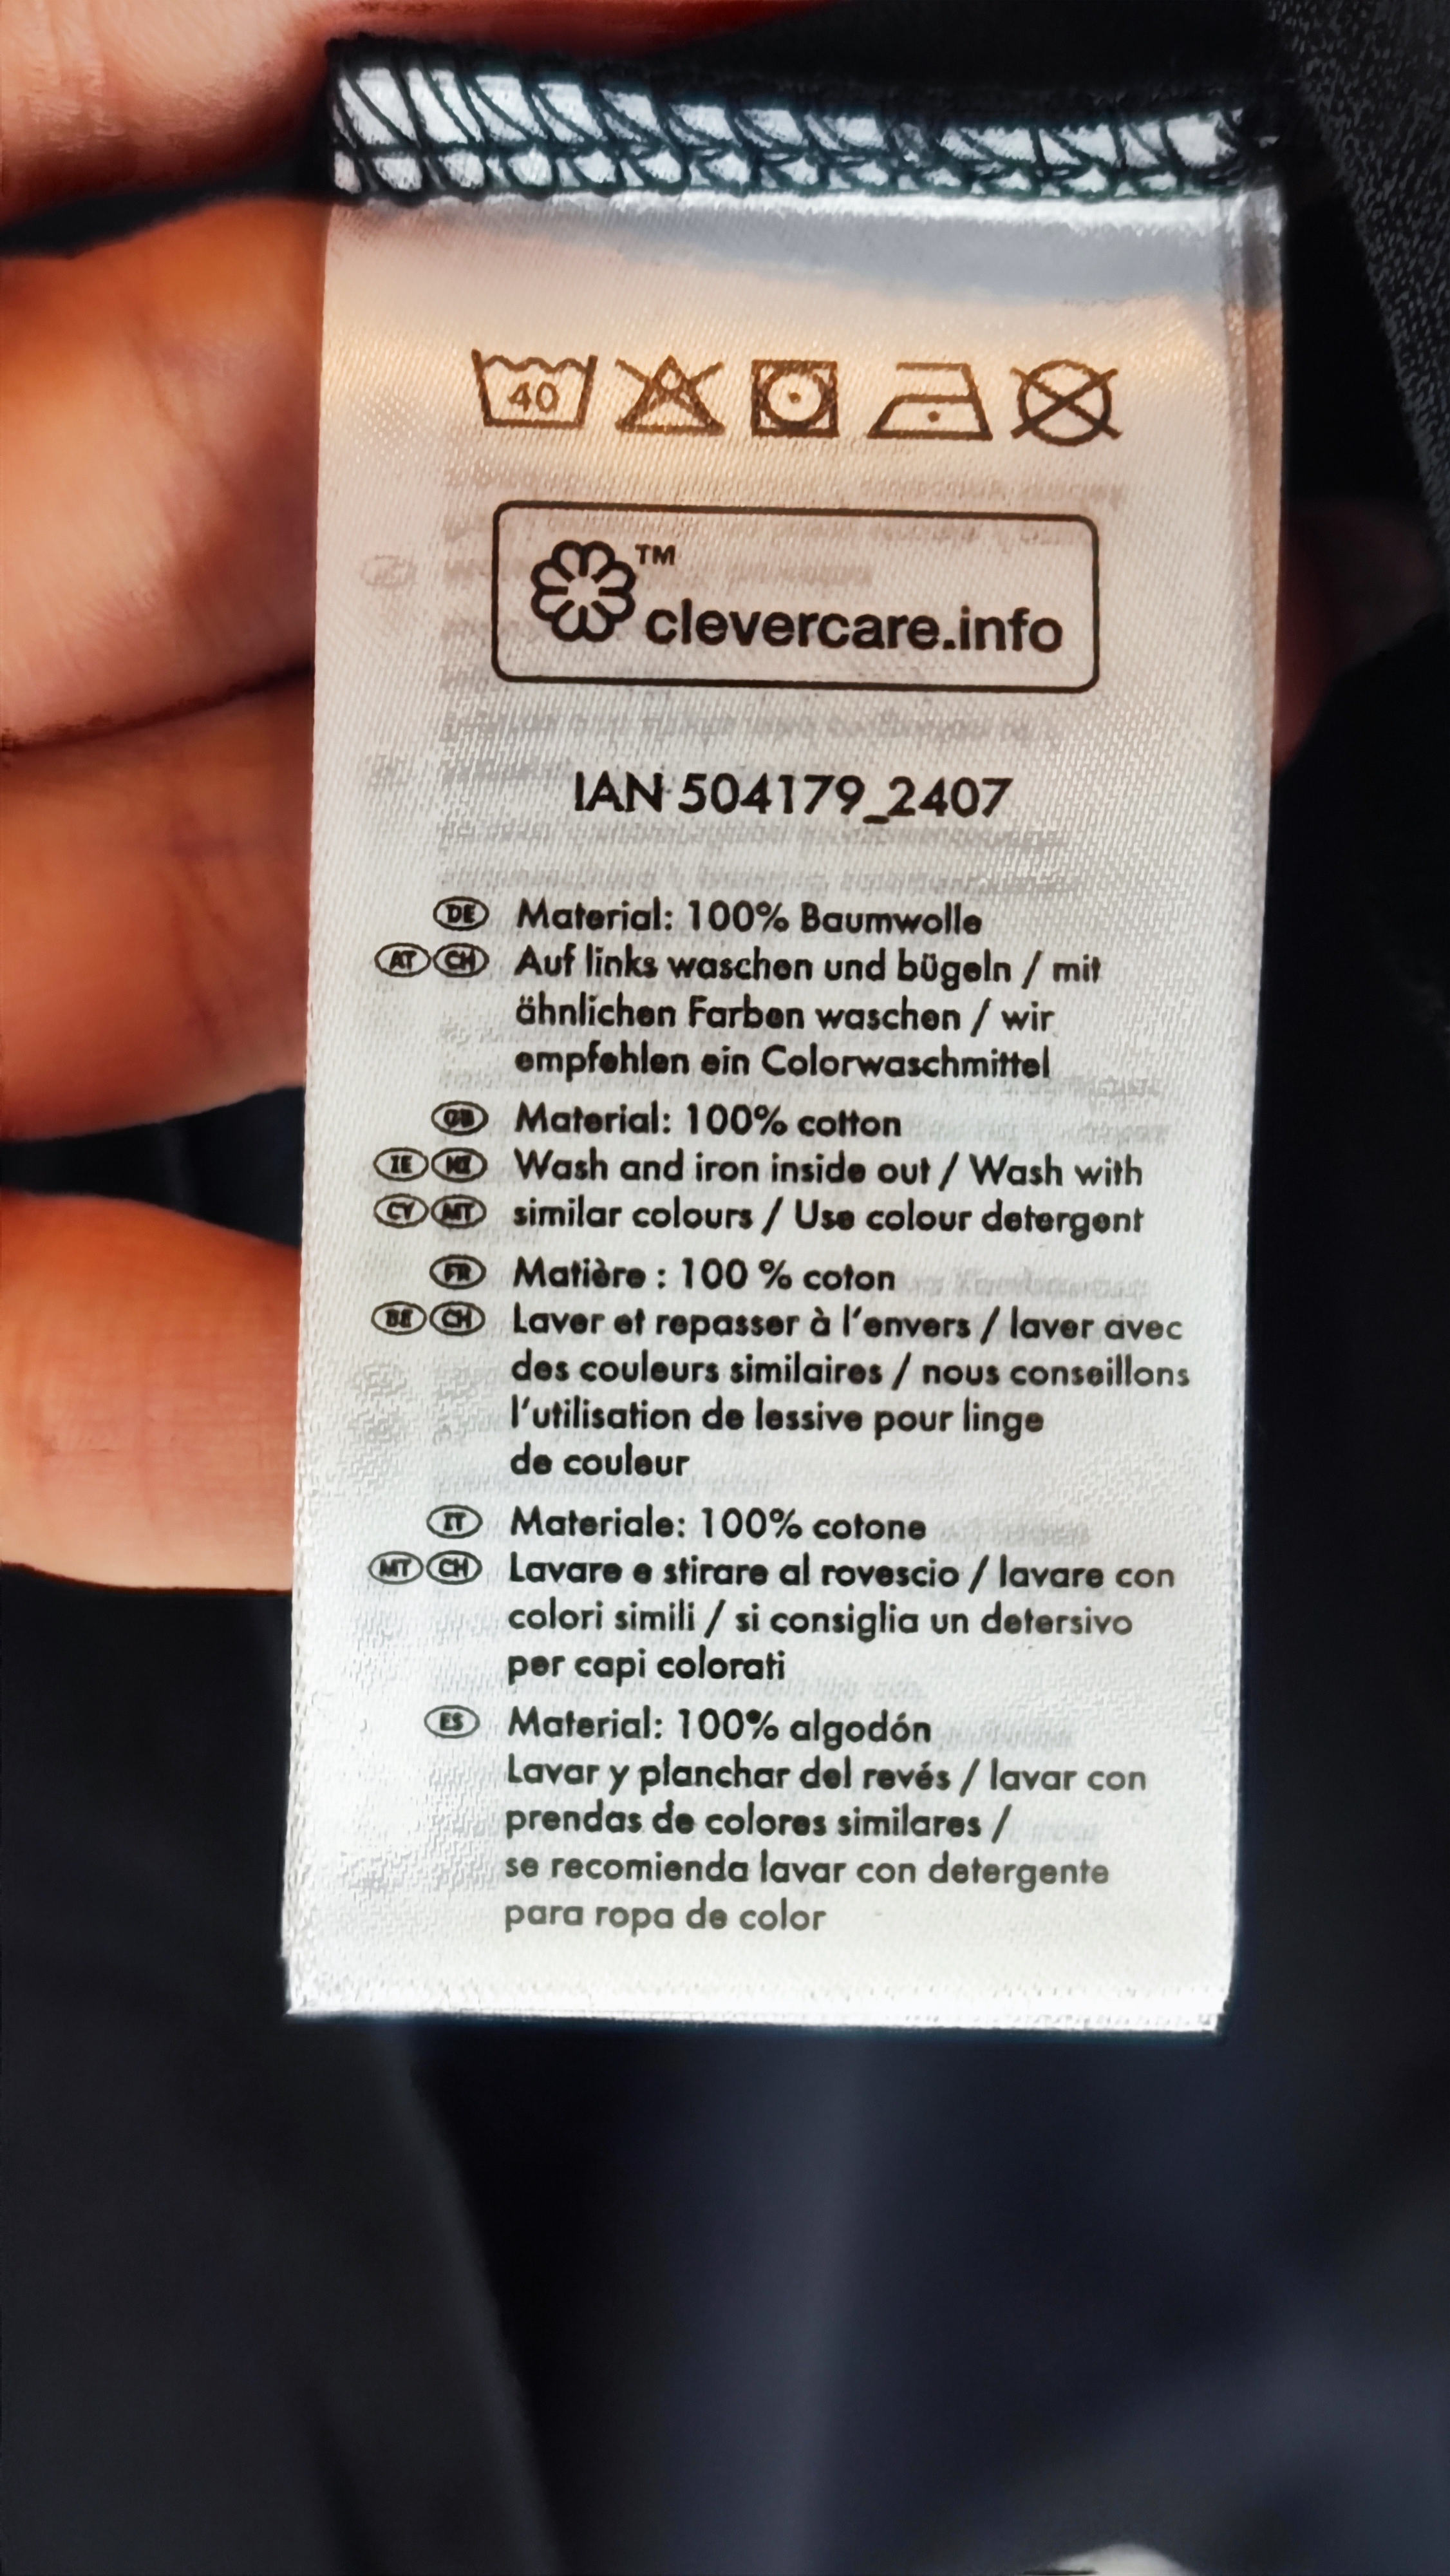 40
TM
clevercare.info
IAN 504179_2407
DE Material: 100% Baumwolle
AT CH Auf links waschen und bügeln / mit
ähnlichen Farben waschen / wir
empfehlen ein Colorwaschmittel
GB Material: 100% cotton
IE NI Wash and iron inside out / Wash with
CY MT similar colours / Use colour detergent
FR Matière : 100 % coton
BE CH Laver et repasser à l'envers / laver avec
des couleurs similaires / nous conseillons
l'utilisation de lessive pour linge
de couleur
IT Materiale: 100% cotone
MT CH Lavare e stirare al rovescio / lavare con
colori simili / si consiglia un detersivo
per capi colorati
ES Material: 100% algodón
Lavar y planchar del revés / lavar con
prendas de colores similares /
se recomienda lavar con detergente
para ropa de color